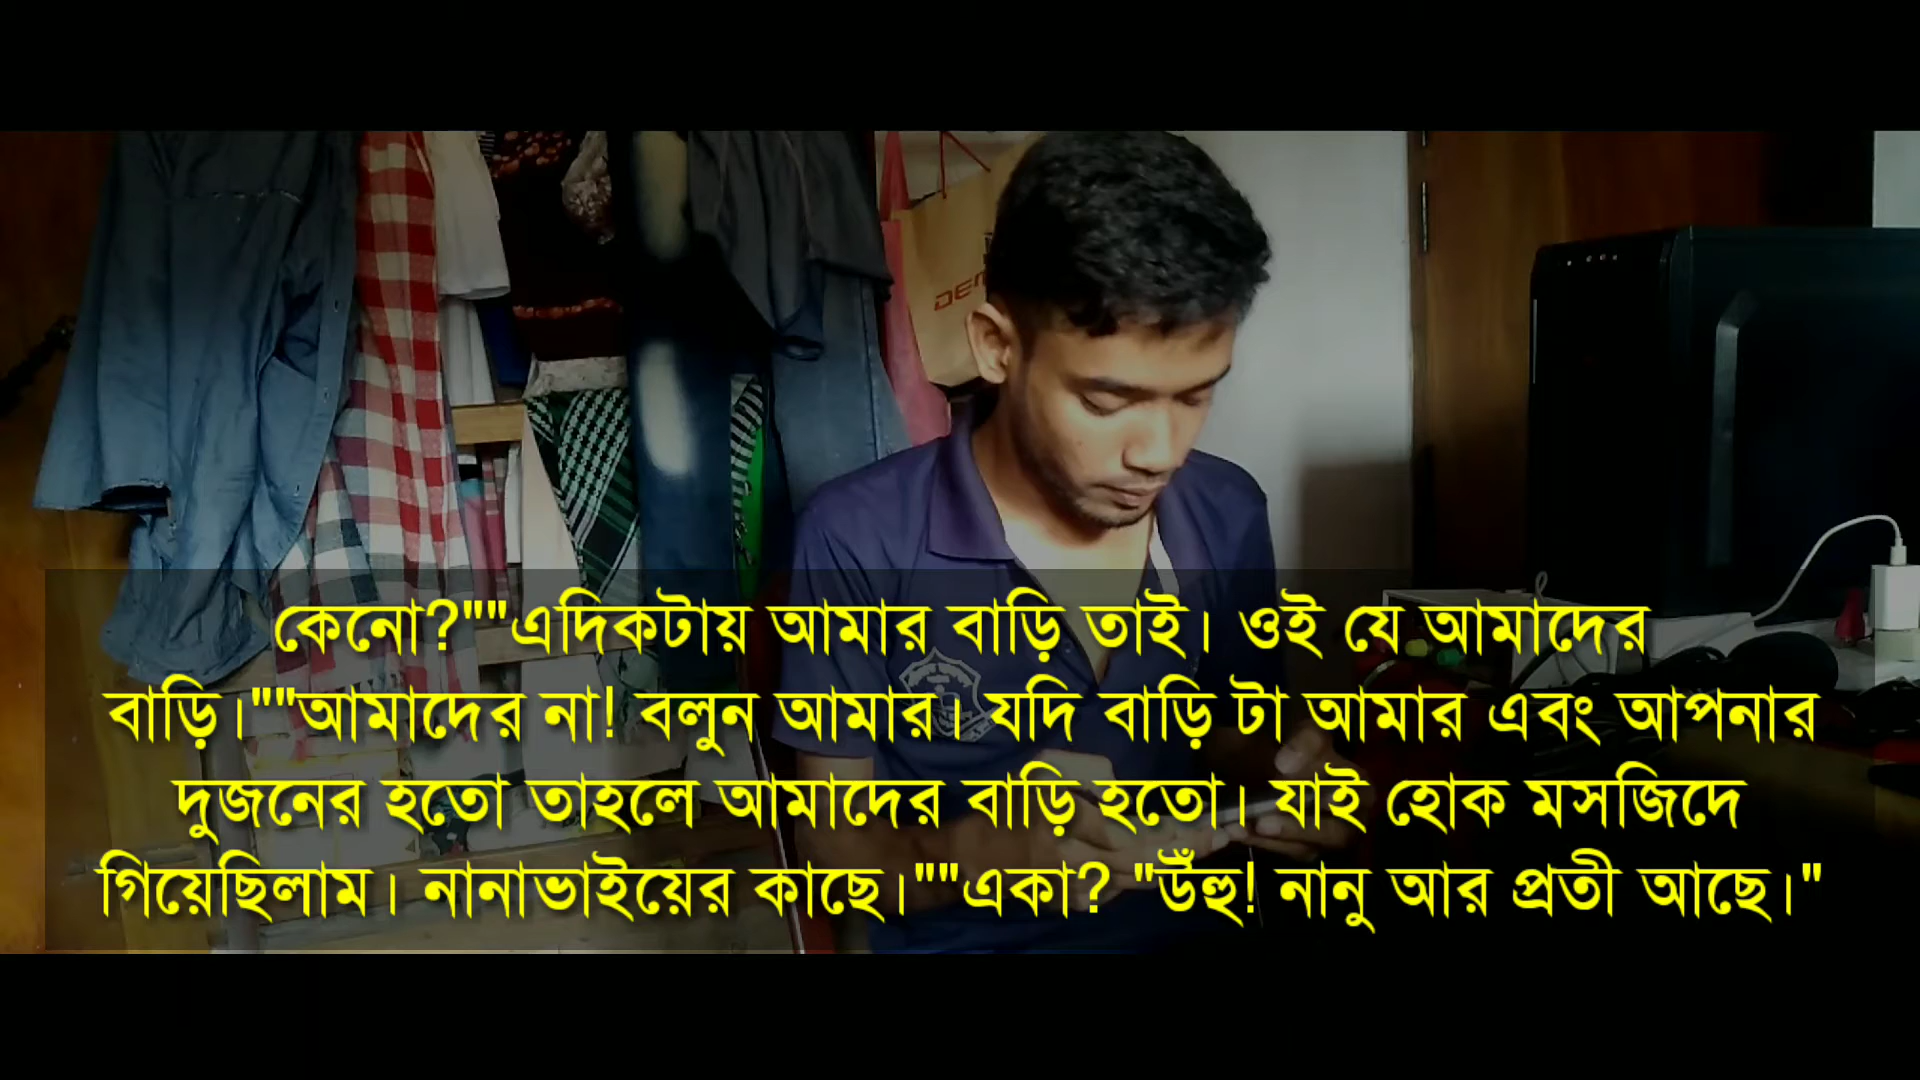 DEM
কেনো?""এদিকটায় আমার বাড়ি তাই। ওই যে আমাদের
বাড়ি।""আমাদের না! বলুন আমার। যদি বাড়ি টা আমার এবং আপনার
দুজনের হতো তাহলে আমাদের বাড়ি হতো। যাই হোক মসজিদে
গিয়েছিলাম। নানাভাইয়ের কাছে।""একা? "উঁহু! নানু আর প্রতী আছে।"